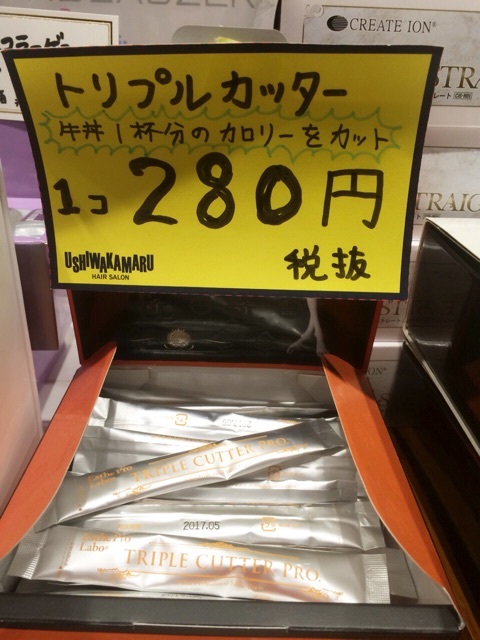 CREATE ION®
トリプルカッター
牛丼1杯分のカロリーをカット
1コ280円
税抜
USHIWAKAMARU
HAIR SALON
TRIPLE CUTTER PRO.
2017.05
Labo®
TRIPLE CUTTER PRO.